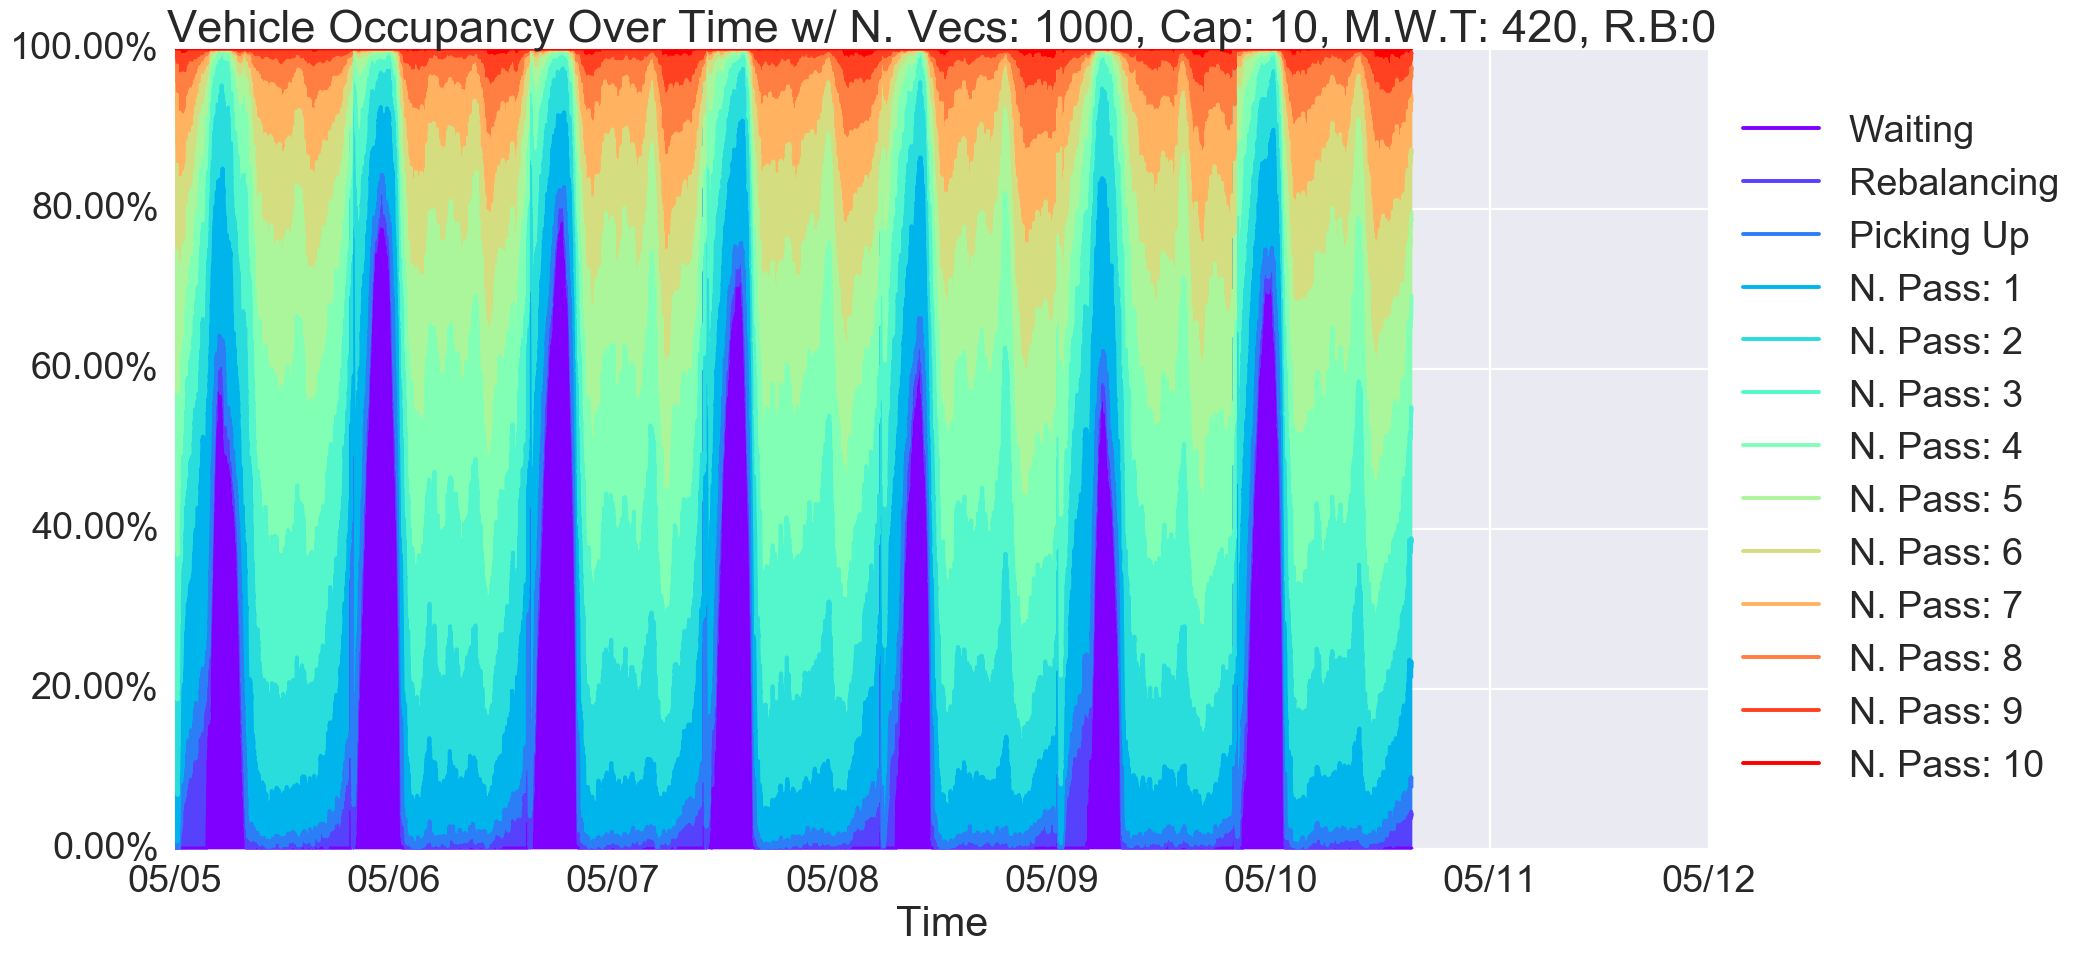 Vehicle Occupancy Over Time w/ N. Vecs: 1000, Cap: 10, M.W.T: 420, R.B:0
100.00%
80.00%
60.00%
40.00%
20.00%
0.00%
05/05 05/06 05/07 05/08 05/09 05/10 05/11 05/12
Time
Waiting
Rebalancing
Picking Up
N. Pass: 1
N. Pass: 2
N. Pass: 3
N. Pass: 4
N. Pass: 5
N. Pass: 6
N. Pass: 7
N. Pass: 8
N. Pass: 9
N. Pass: 10